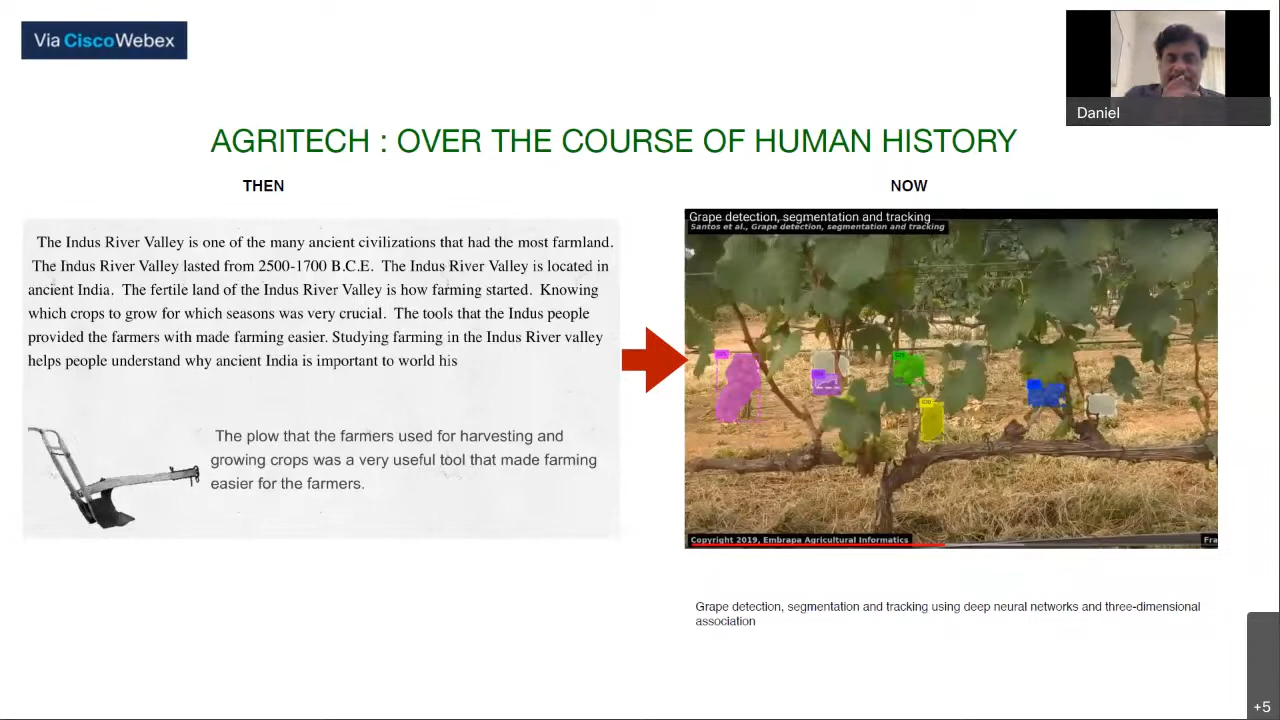 Via CiscoWebex
Daniel
AGRITECH : OVER THE COURSE OF HUMAN HISTORY
THEN
NOW
The Indus River Valley is one of the many ancient civilizations that had the most farmland.
The Indus River Valley lasted from 2500-1700 B.C.E. The Indus River Valley is located in
ancient India. The fertile land of the Indus River Valley is how farming started. Knowing
which crops to grow for which seasons was very crucial. The tools that the Indus people
provided the farmers with made farming easier. Studying farming in the Indus River valley
helps people understand why ancient India is important to world his
The plow that the farmers used for harvesting and
growing crops was a very useful tool that made farming
easier for the farmers.
Grape detection, segmentation and tracking
Santos et al., Grape detection, segmentation and tracking
Copyright 2019, Embrapa Agricultural Informatics
Fra
Grape detection, segmentation and tracking using deep neural networks and three-dimensional
association
+5